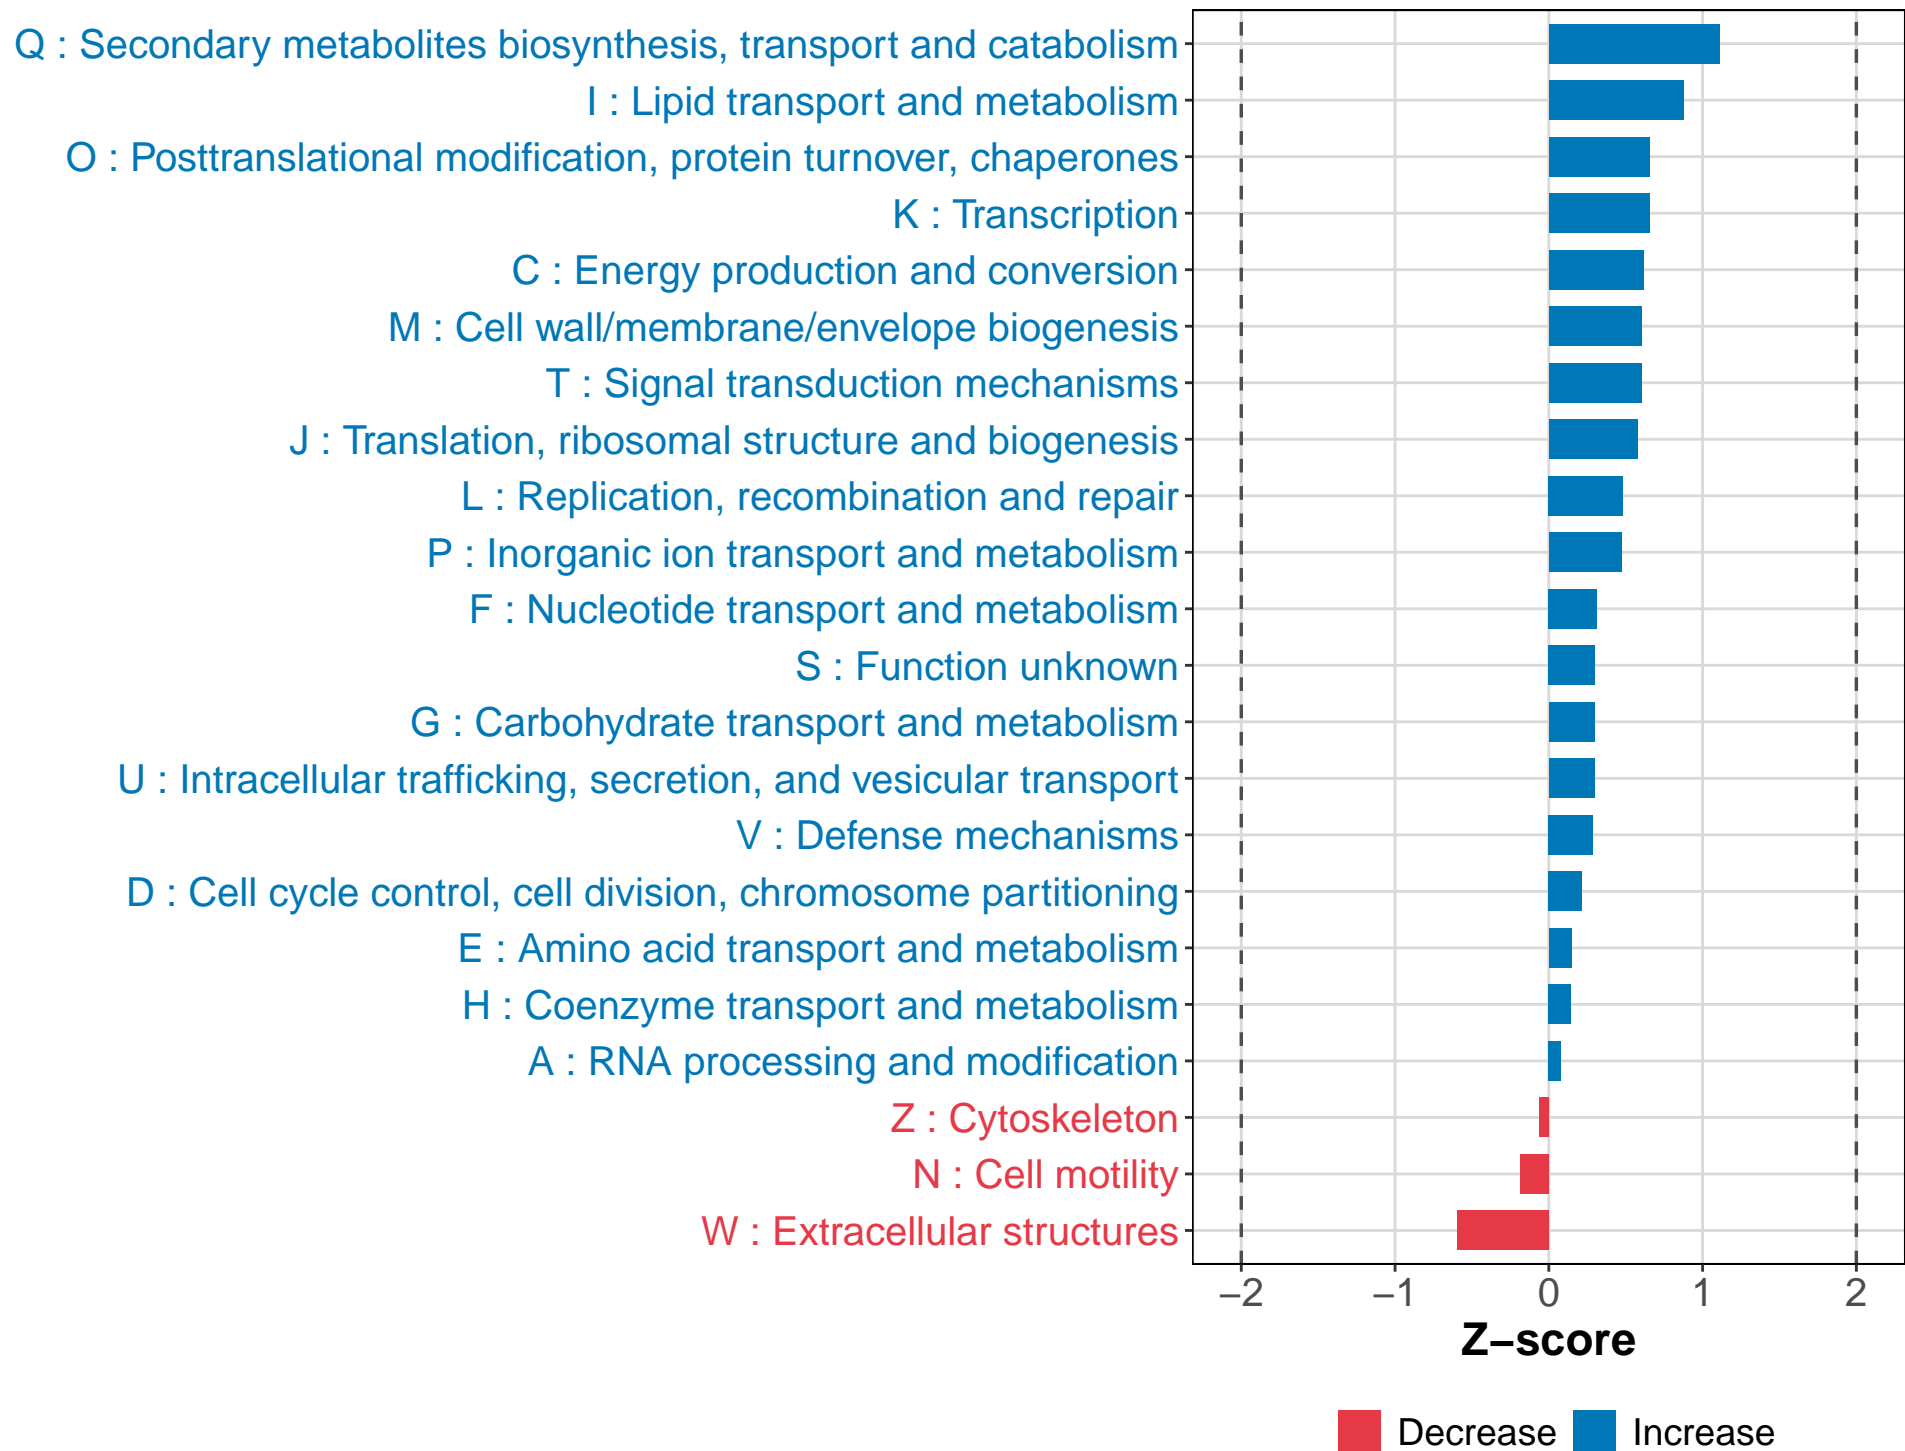 Q : Secondary metabolites biosynthesis, transport and catabolism
I : Lipid transport and metabolism
O : Posttranslational modification, protein turnover, chaperones
K : Transcription
C : Energy production and conversion
M : Cell wall/membrane/envelope biogenesis
T : Signal transduction mechanisms
J : Translation, ribosomal structure and biogenesis
L : Replication, recombination and repair
P : Inorganic ion transport and metabolism
F : Nucleotide transport and metabolism
S : Function unknown
G : Carbohydrate transport and metabolism
U : Intracellular trafficking, secretion, and vesicular transport
V : Defense mechanisms
D : Cell cycle control, cell division, chromosome partitioning
E : Amino acid transport and metabolism
H : Coenzyme transport and metabolism
A : RNA processing and modification
Z : Cytoskeleton
N : Cell motility
W : Extracellular structures
−2 −1 0 1 2
Z−score
Decrease Increase